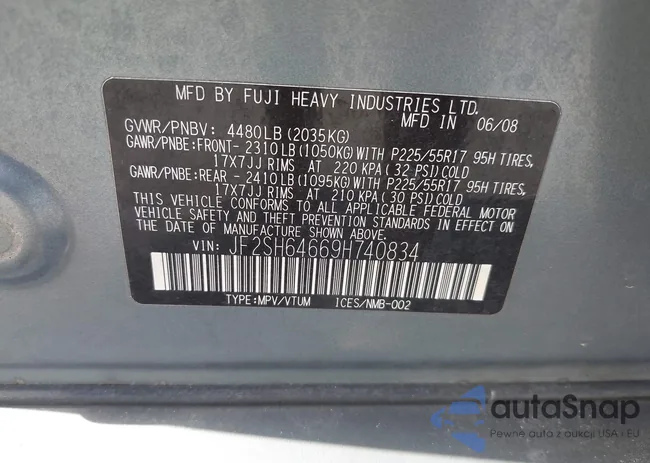 MFD BY FUJI HEAVY INDUSTRIES LTD.
MFD IN 06/08
GVWR/PNBV: 4480LB(2035KG)
GAWR/PNBE:FRONT-2310LB(1050KG)WITH P225/55R17 95H TIRES,
17X7JJ RIMS AT 220 KPA (32 PSI)COLD
GAWR/PNBE:REAR -2410LB(1095KG)WITH P225/55R17 95H TIRES,
17X7JJ RIMS AT 210 KPA (30 PSI)COLD
THIS VEHICLE CONFORMS TO ALL APPLICABLE FEDERAL MOTOR
VEHICLE SAFETY AND THEFT PREVENTION STANDARDS IN EFFECT ON
THE DATE OF MANUFACTURE SHOWN ABOVE.
VIN: JF2SH64669H740834
TYPE:MPV/VTUM ICES/NMB-002
autaSnap
Pewne auta z aukcji USA i EU